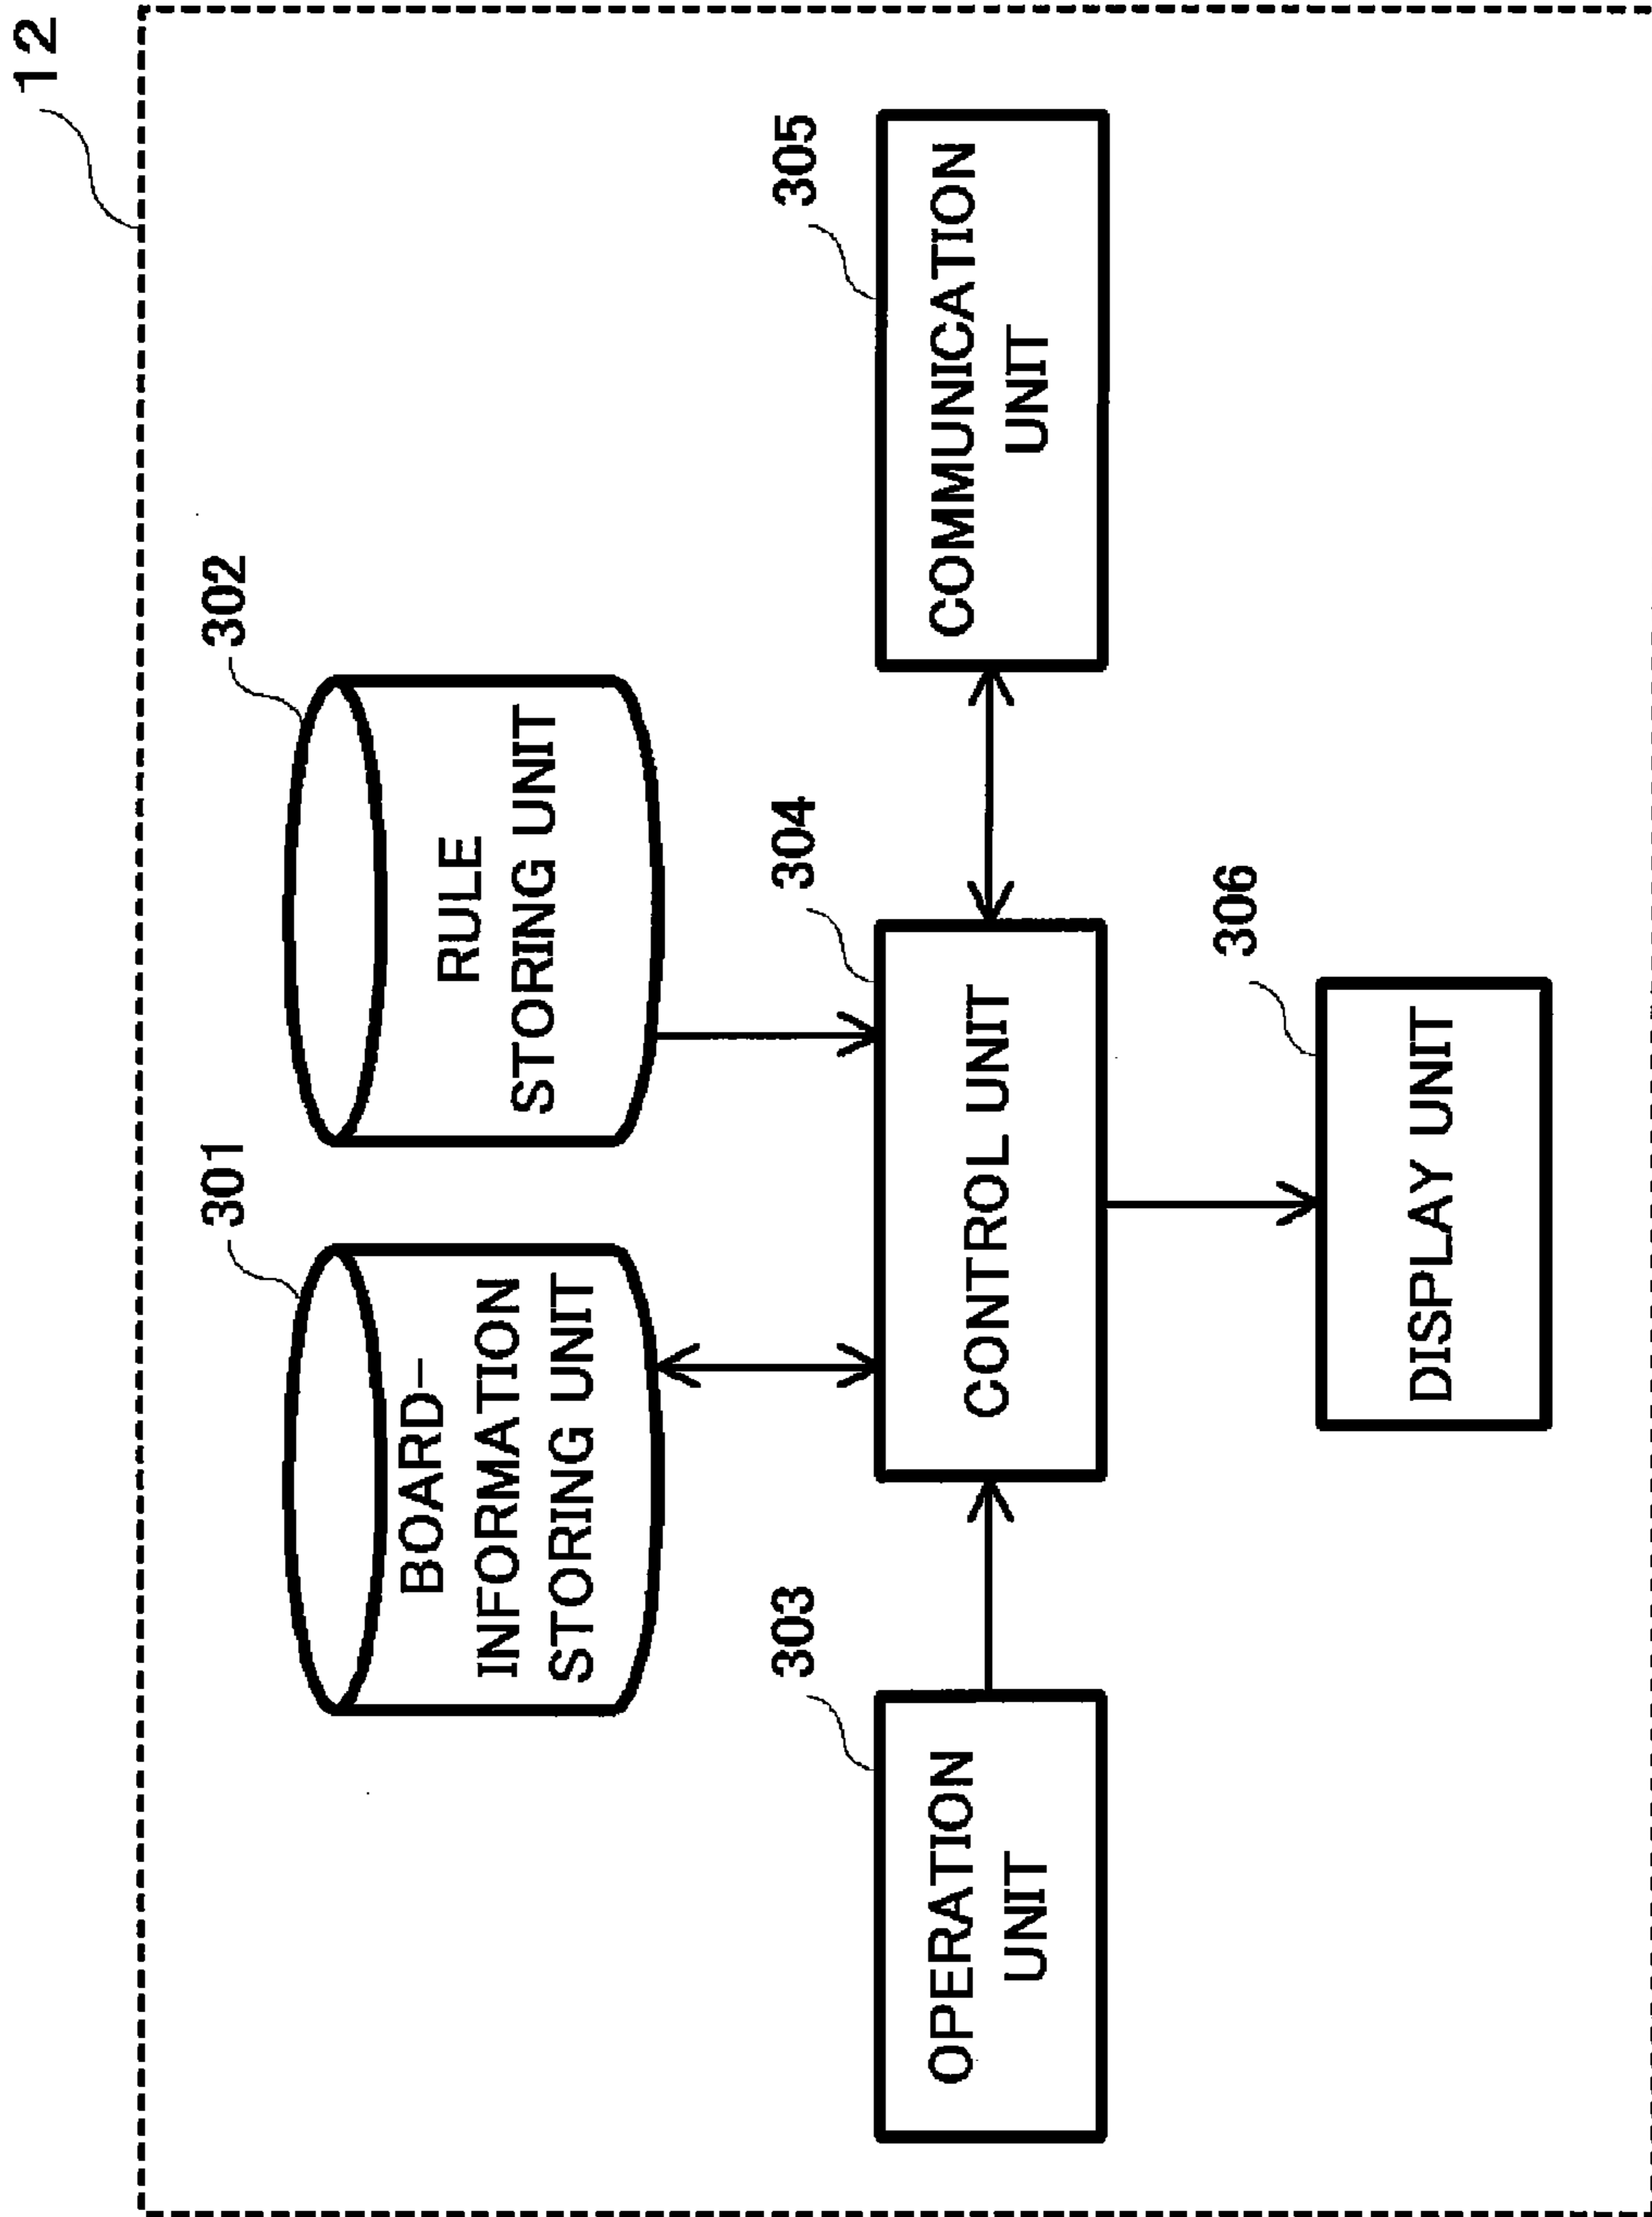 12
301
BOARD-
INFORMATION
STORING UNIT
302
RULE
STORING UNIT
303
OPERATION
UNIT
304
CONTROL UNIT
305
COMMUNICATION
UNIT
306
DISPLAY UNIT